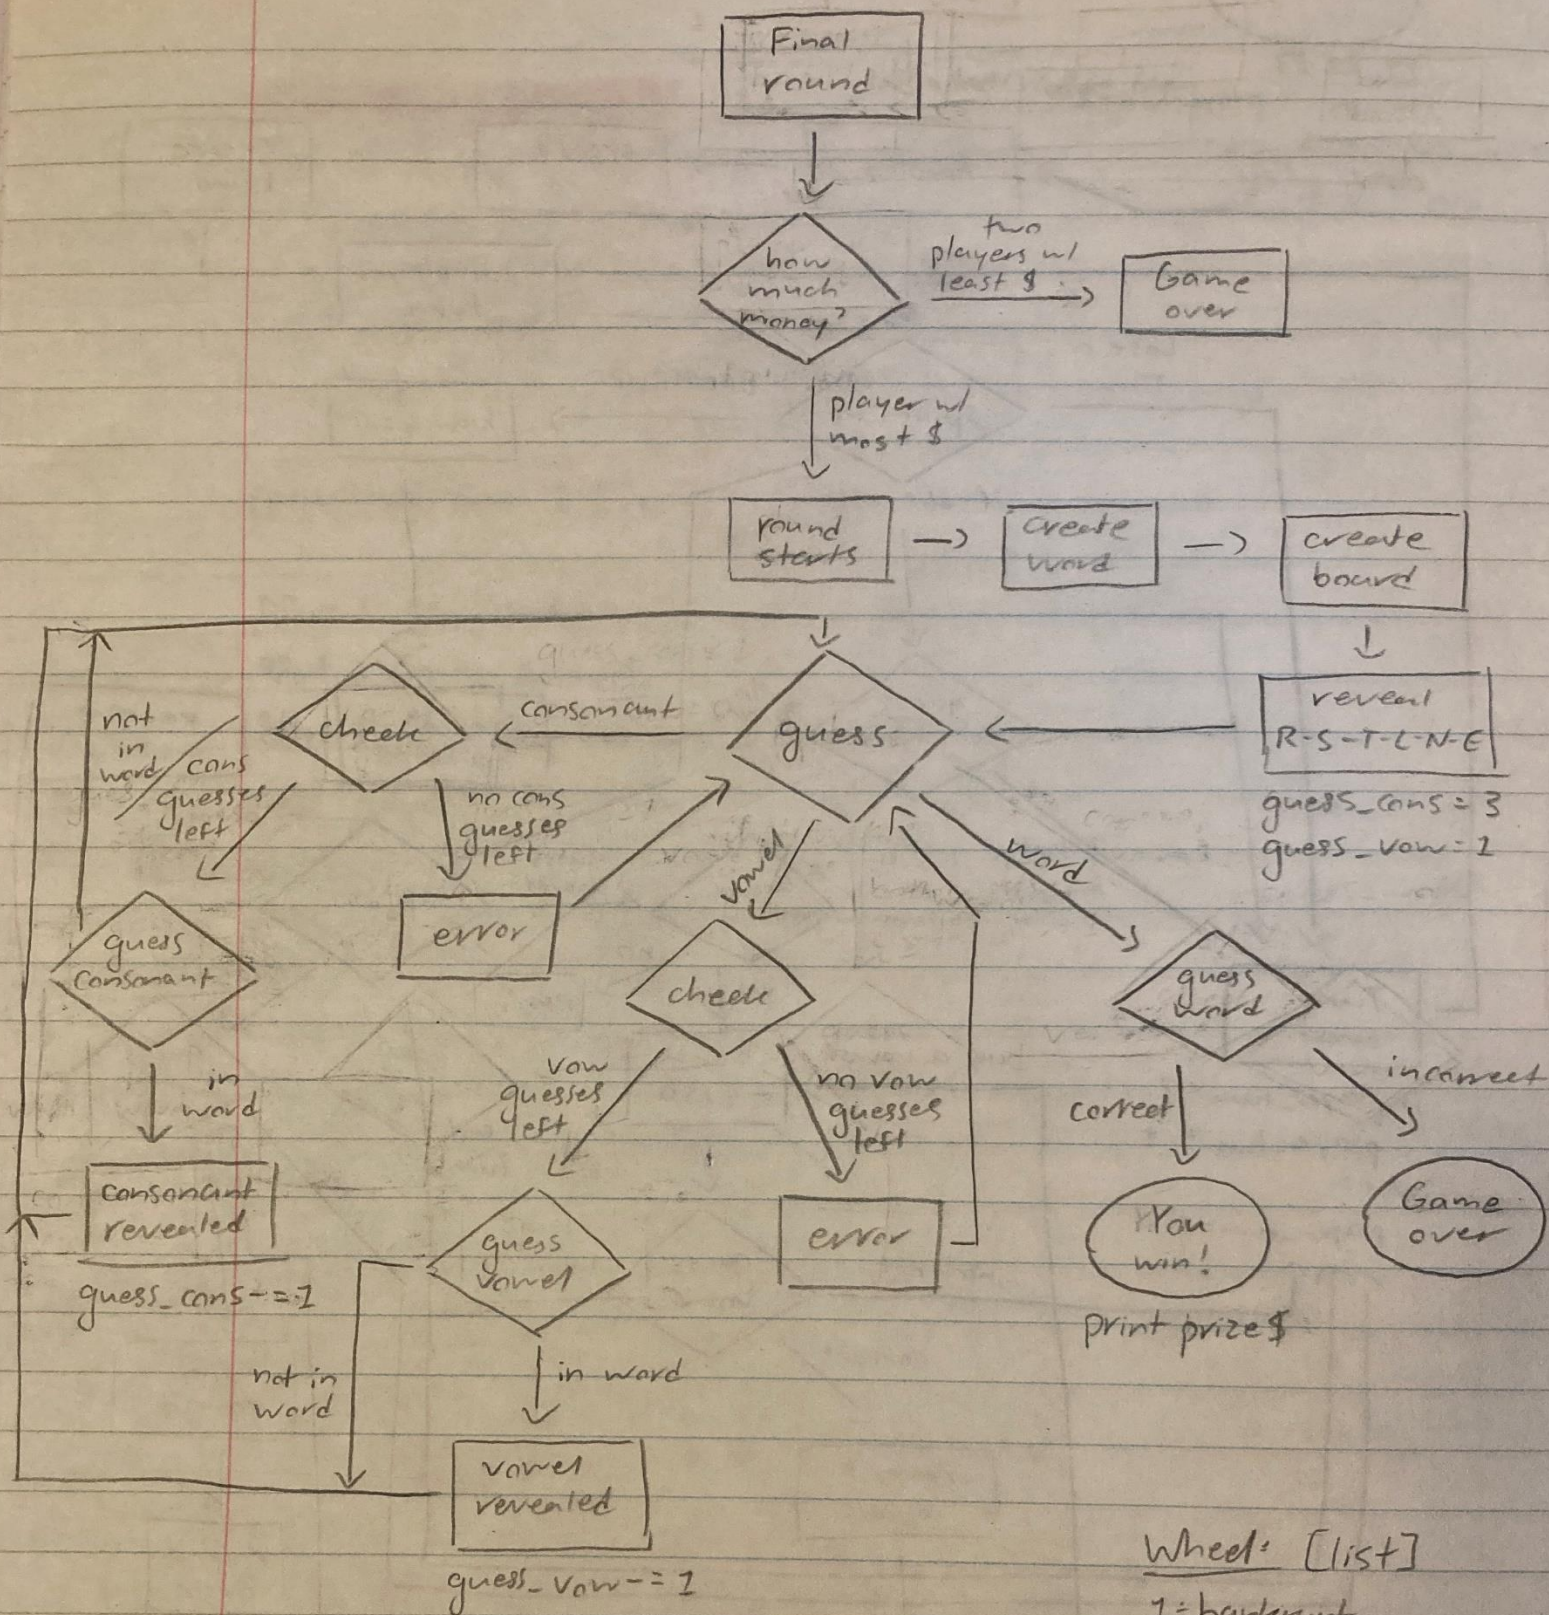 Final
round
how
much
money?
two
players w/
least $
Game
over
player w/
most $
round
starts
create
word
create
board
reveal
R-S-T-L-N-E
guess_cons = 3
guess_vow = 1
guess
consonant
check
not
in
word
cons
guesses
left
no cons
guesses
left
error
guess
consonant
in
word
consonant
revealed
guess_cons -= 1
vowel
check
vow
guesses
left
no vow
guesses
left
error
guess
vowel
not in
word
in word
vowel
revealed
guess_vow -= 1
word
guess
word
correct
incorrect
You
win!
print prize $
Game
over
Wheel: [list]
1 = bankrupt